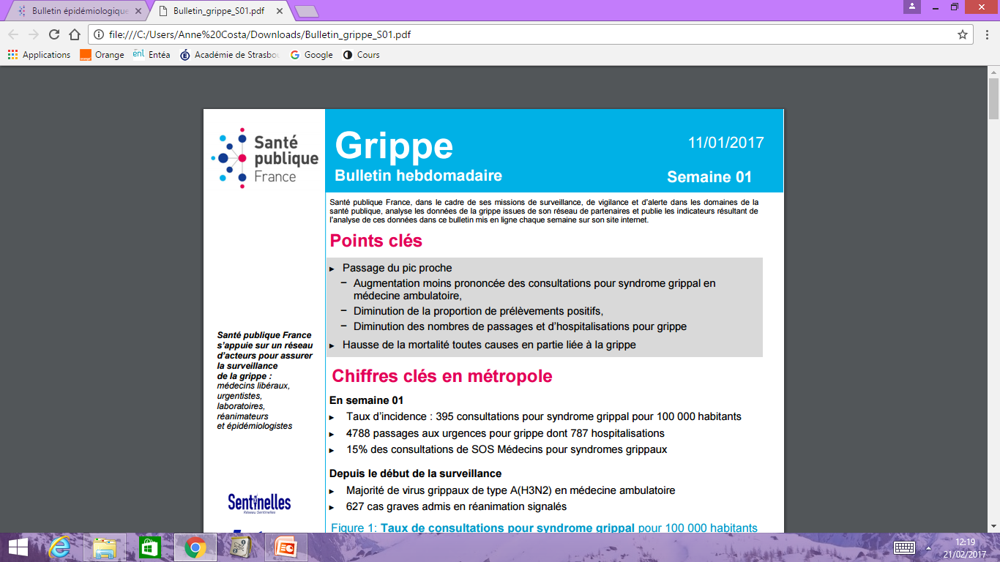 Bulletin épidémiologique
Bulletin_grippe_S01.pdf
file:///C:/Users/Anne%20Costa/Downloads/Bulletin_grippe_S01.pdf
Applications
Orange
énl Entéa
Académie de Strasbou
Google
Cours
Santé
publique
France
Grippe
11/01/2017
Bulletin hebdomadaire
Semaine 01
Santé publique France, dans le cadre de ses missions de surveillance, de vigilance et d'alerte dans les domaines de la
santé publique, analyse les données de la grippe issues de son réseau de partenaires et publie les indicateurs résultant de
l'analyse de ces données dans ce bulletin mis en ligne chaque semaine sur son site internet.
Points clés
► Passage du pic proche
− Augmentation moins prononcée des consultations pour syndrome grippal en
médecine ambulatoire,
− Diminution de la proportion de prélèvements positifs,
− Diminution des nombres de passages et d'hospitalisations pour grippe
► Hausse de la mortalité toutes causes en partie liée à la grippe
Santé publique France
s'appuie sur un réseau
d'acteurs pour assurer
la surveillance
de la grippe :
médecins libéraux,
urgentistes,
laboratoires,
réanimateurs
et épidémiologistes
Chiffres clés en métropole
En semaine 01
► Taux d'incidence : 395 consultations pour syndrome grippal pour 100 000 habitants
► 4788 passages aux urgences pour grippe dont 787 hospitalisations
► 15% des consultations de SOS Médecins pour syndromes grippaux
Depuis le début de la surveillance
► Majorité de virus grippaux de type A(H3N2) en médecine ambulatoire
► 627 cas graves admis en réanimation signalés
Sentinelles
Réseau Sentinelles
Figure 1: Taux de consultations pour syndrome grippal pour 100 000 habitants
12:19
21/02/2017